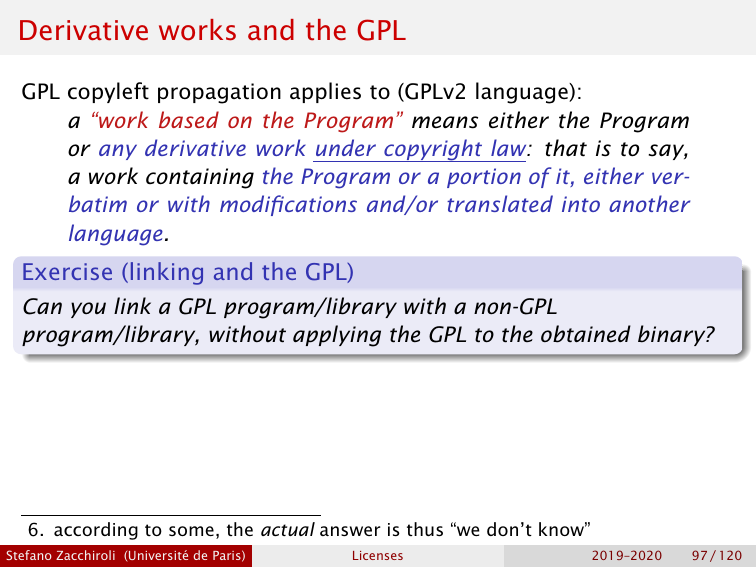 Derivative works and the GPL
GPL copyleft propagation applies to (GPLv2 language):
a “work based on the Program” means either the Program
or any derivative work under copyright law: that is to say,
a work containing the Program or a portion of it, either ver-
batim or with modifications and/or translated into another
language.
Exercise (linking and the GPL)
Can you link a GPL program/library with a non-GPL
program/library, without applying the GPL to the obtained binary?
6. according to some, the actual answer is thus “we don’t know”
Stefano Zacchiroli (Université de Paris) Licenses 2019–2020 97 / 120